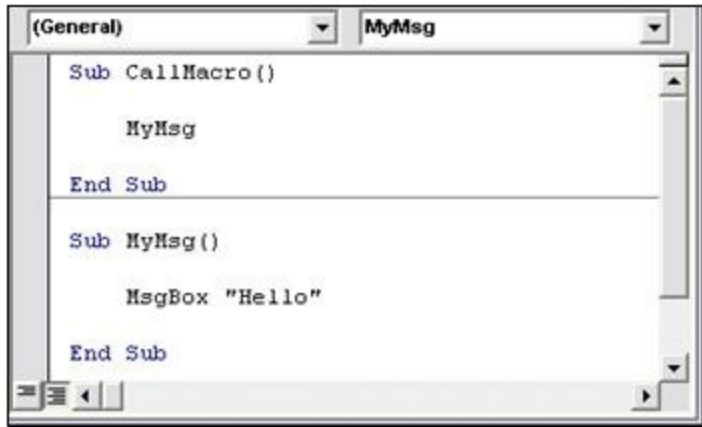 (General) MyMsg
Sub CallMacro()
MyMsg
End Sub
Sub MyMsg()
MsgBox "Hello"
End Sub